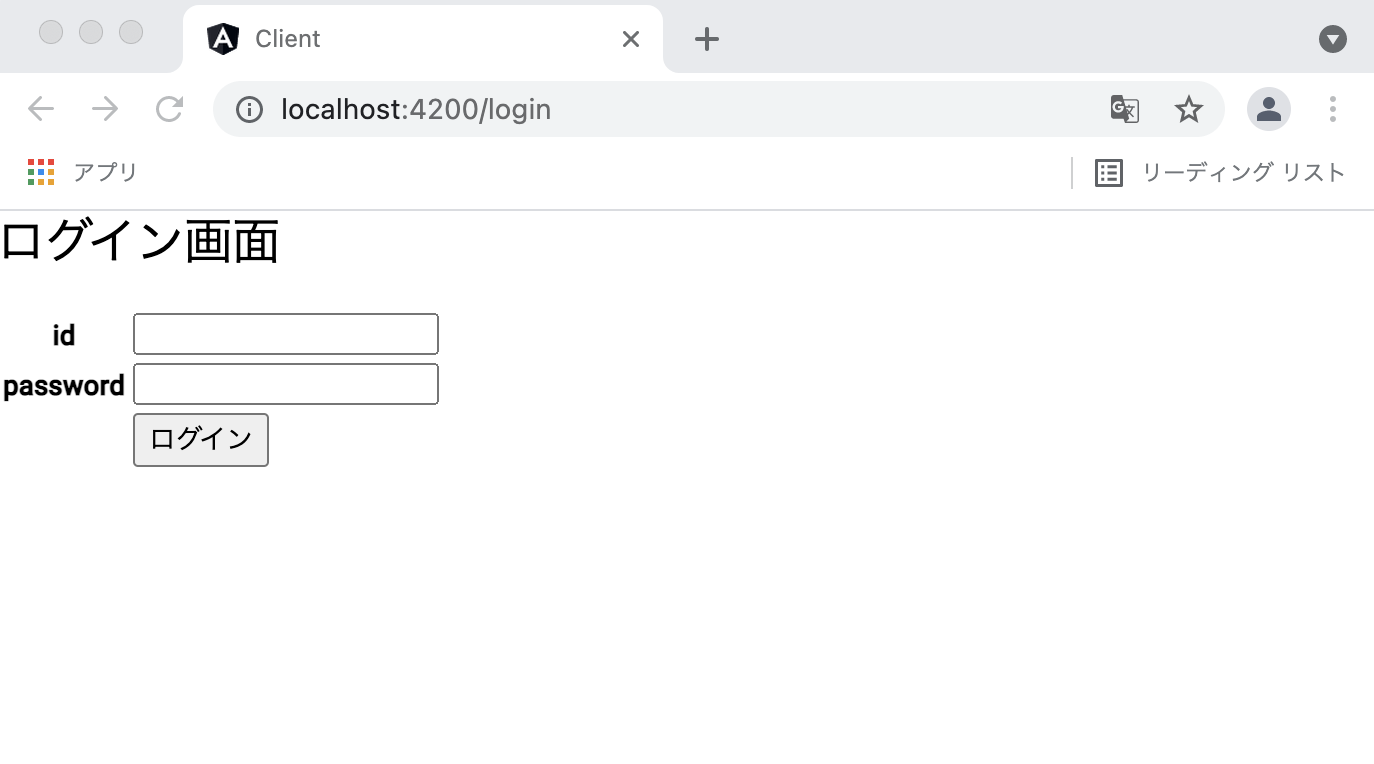 Client
localhost:4200/login
アプリ
リーディング リスト
ログイン画面
id
password
ログイン